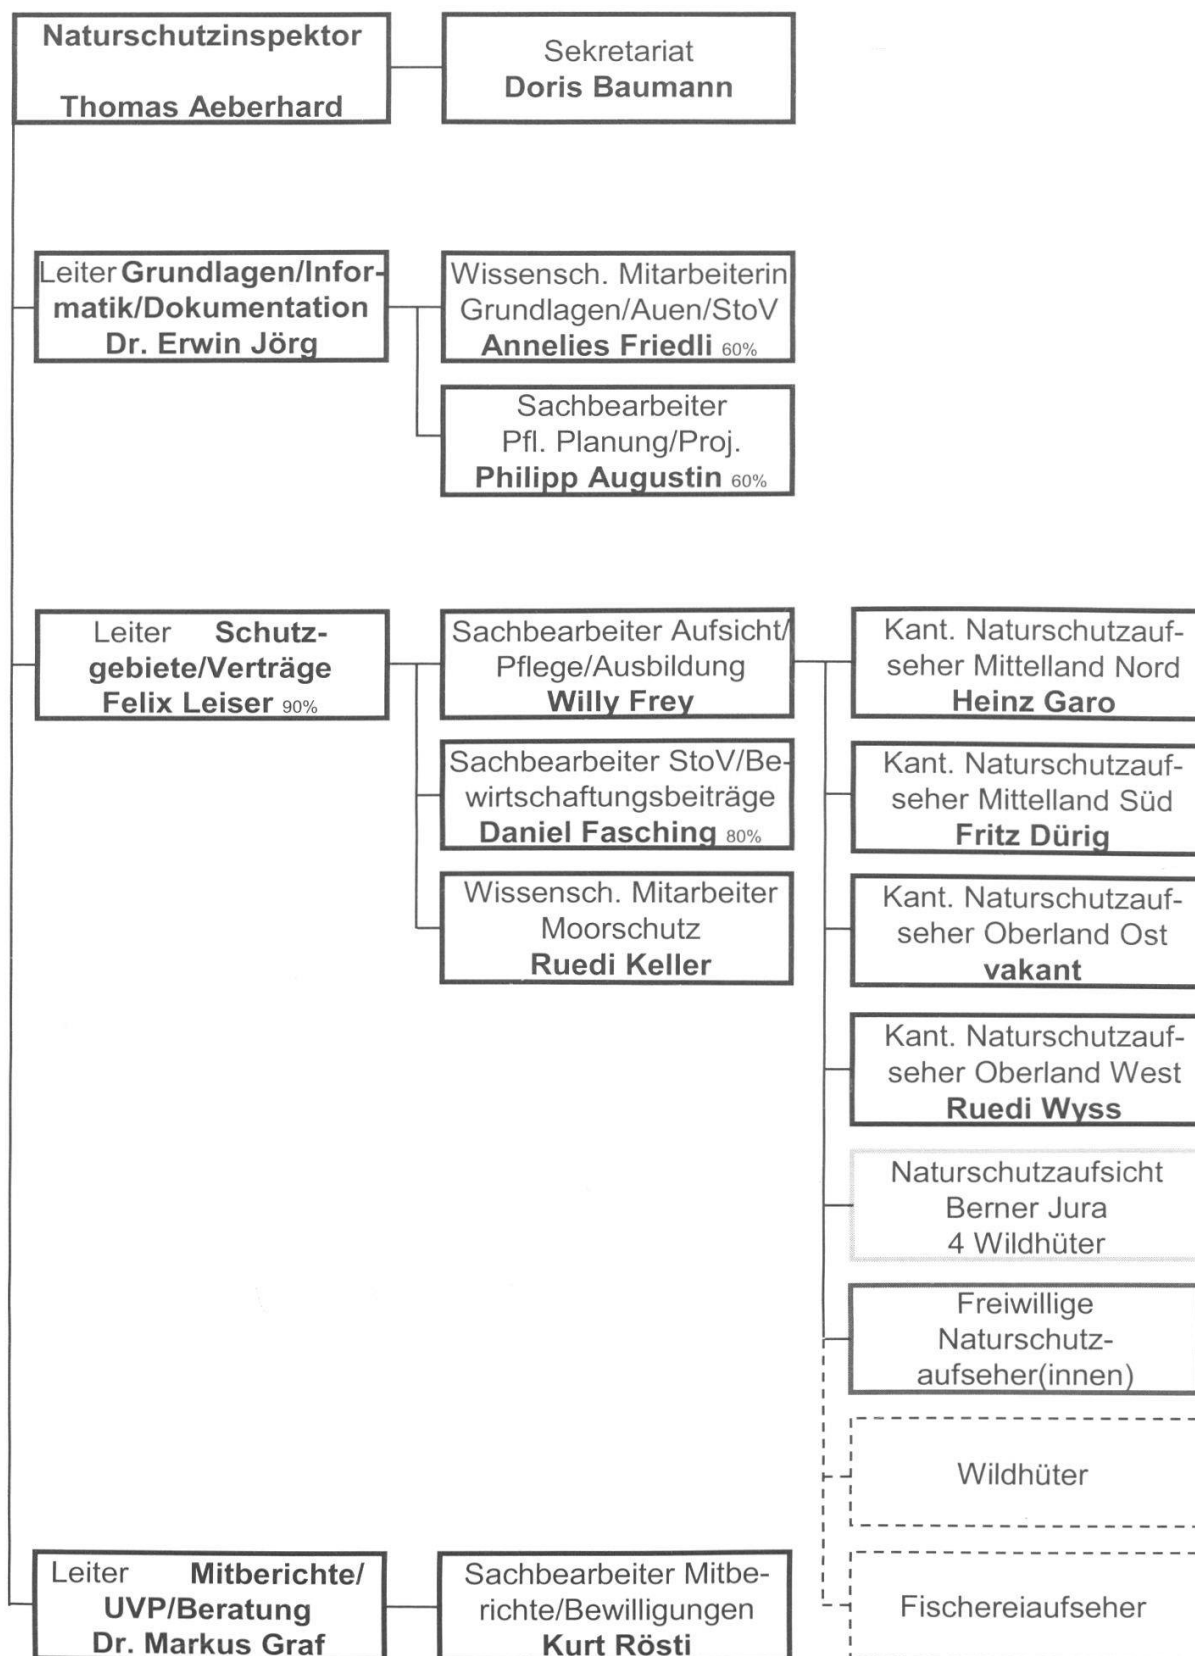 Naturschutzinspektor
Thomas Aeberhard
Sekretariat
Doris Baumann
Leiter Grundlagen/Infor-
matik/Dokumentation
Dr. Erwin Jörg
Wissensch. Mitarbeiterin
Grundlagen/Auen/StoV
Annelies Friedli 60%
Sachbearbeiter
Pfl. Planung/Proj.
Philipp Augustin 60%
Leiter Schutz-
gebiete/Verträge
Felix Leiser 90%
Sachbearbeiter Aufsicht/
Pflege/Ausbildung
Willy Frey
Sachbearbeiter StoV/Be-
wirtschaftungsbeiträge
Daniel Fasching 80%
Wissensch. Mitarbeiter
Moorschutz
Ruedi Keller
Kant. Naturschutzauf-
seher Mittelland Nord
Heinz Garo
Kant. Naturschutzauf-
seher Mittelland Süd
Fritz Dürig
Kant. Naturschutzauf-
seher Oberland Ost
vakant
Kant. Naturschutzauf-
seher Oberland West
Ruedi Wyss
Naturschutzaufsicht
Berner Jura
4 Wildhüter
Freiwillige
Naturschutz-
aufseher(innen)
Wildhüter
Fischereiaufseher
Leiter Mitberichte/
UVP/Beratung
Dr. Markus Graf
Sachbearbeiter Mitbe-
richte/Bewilligungen
Kurt Rösti